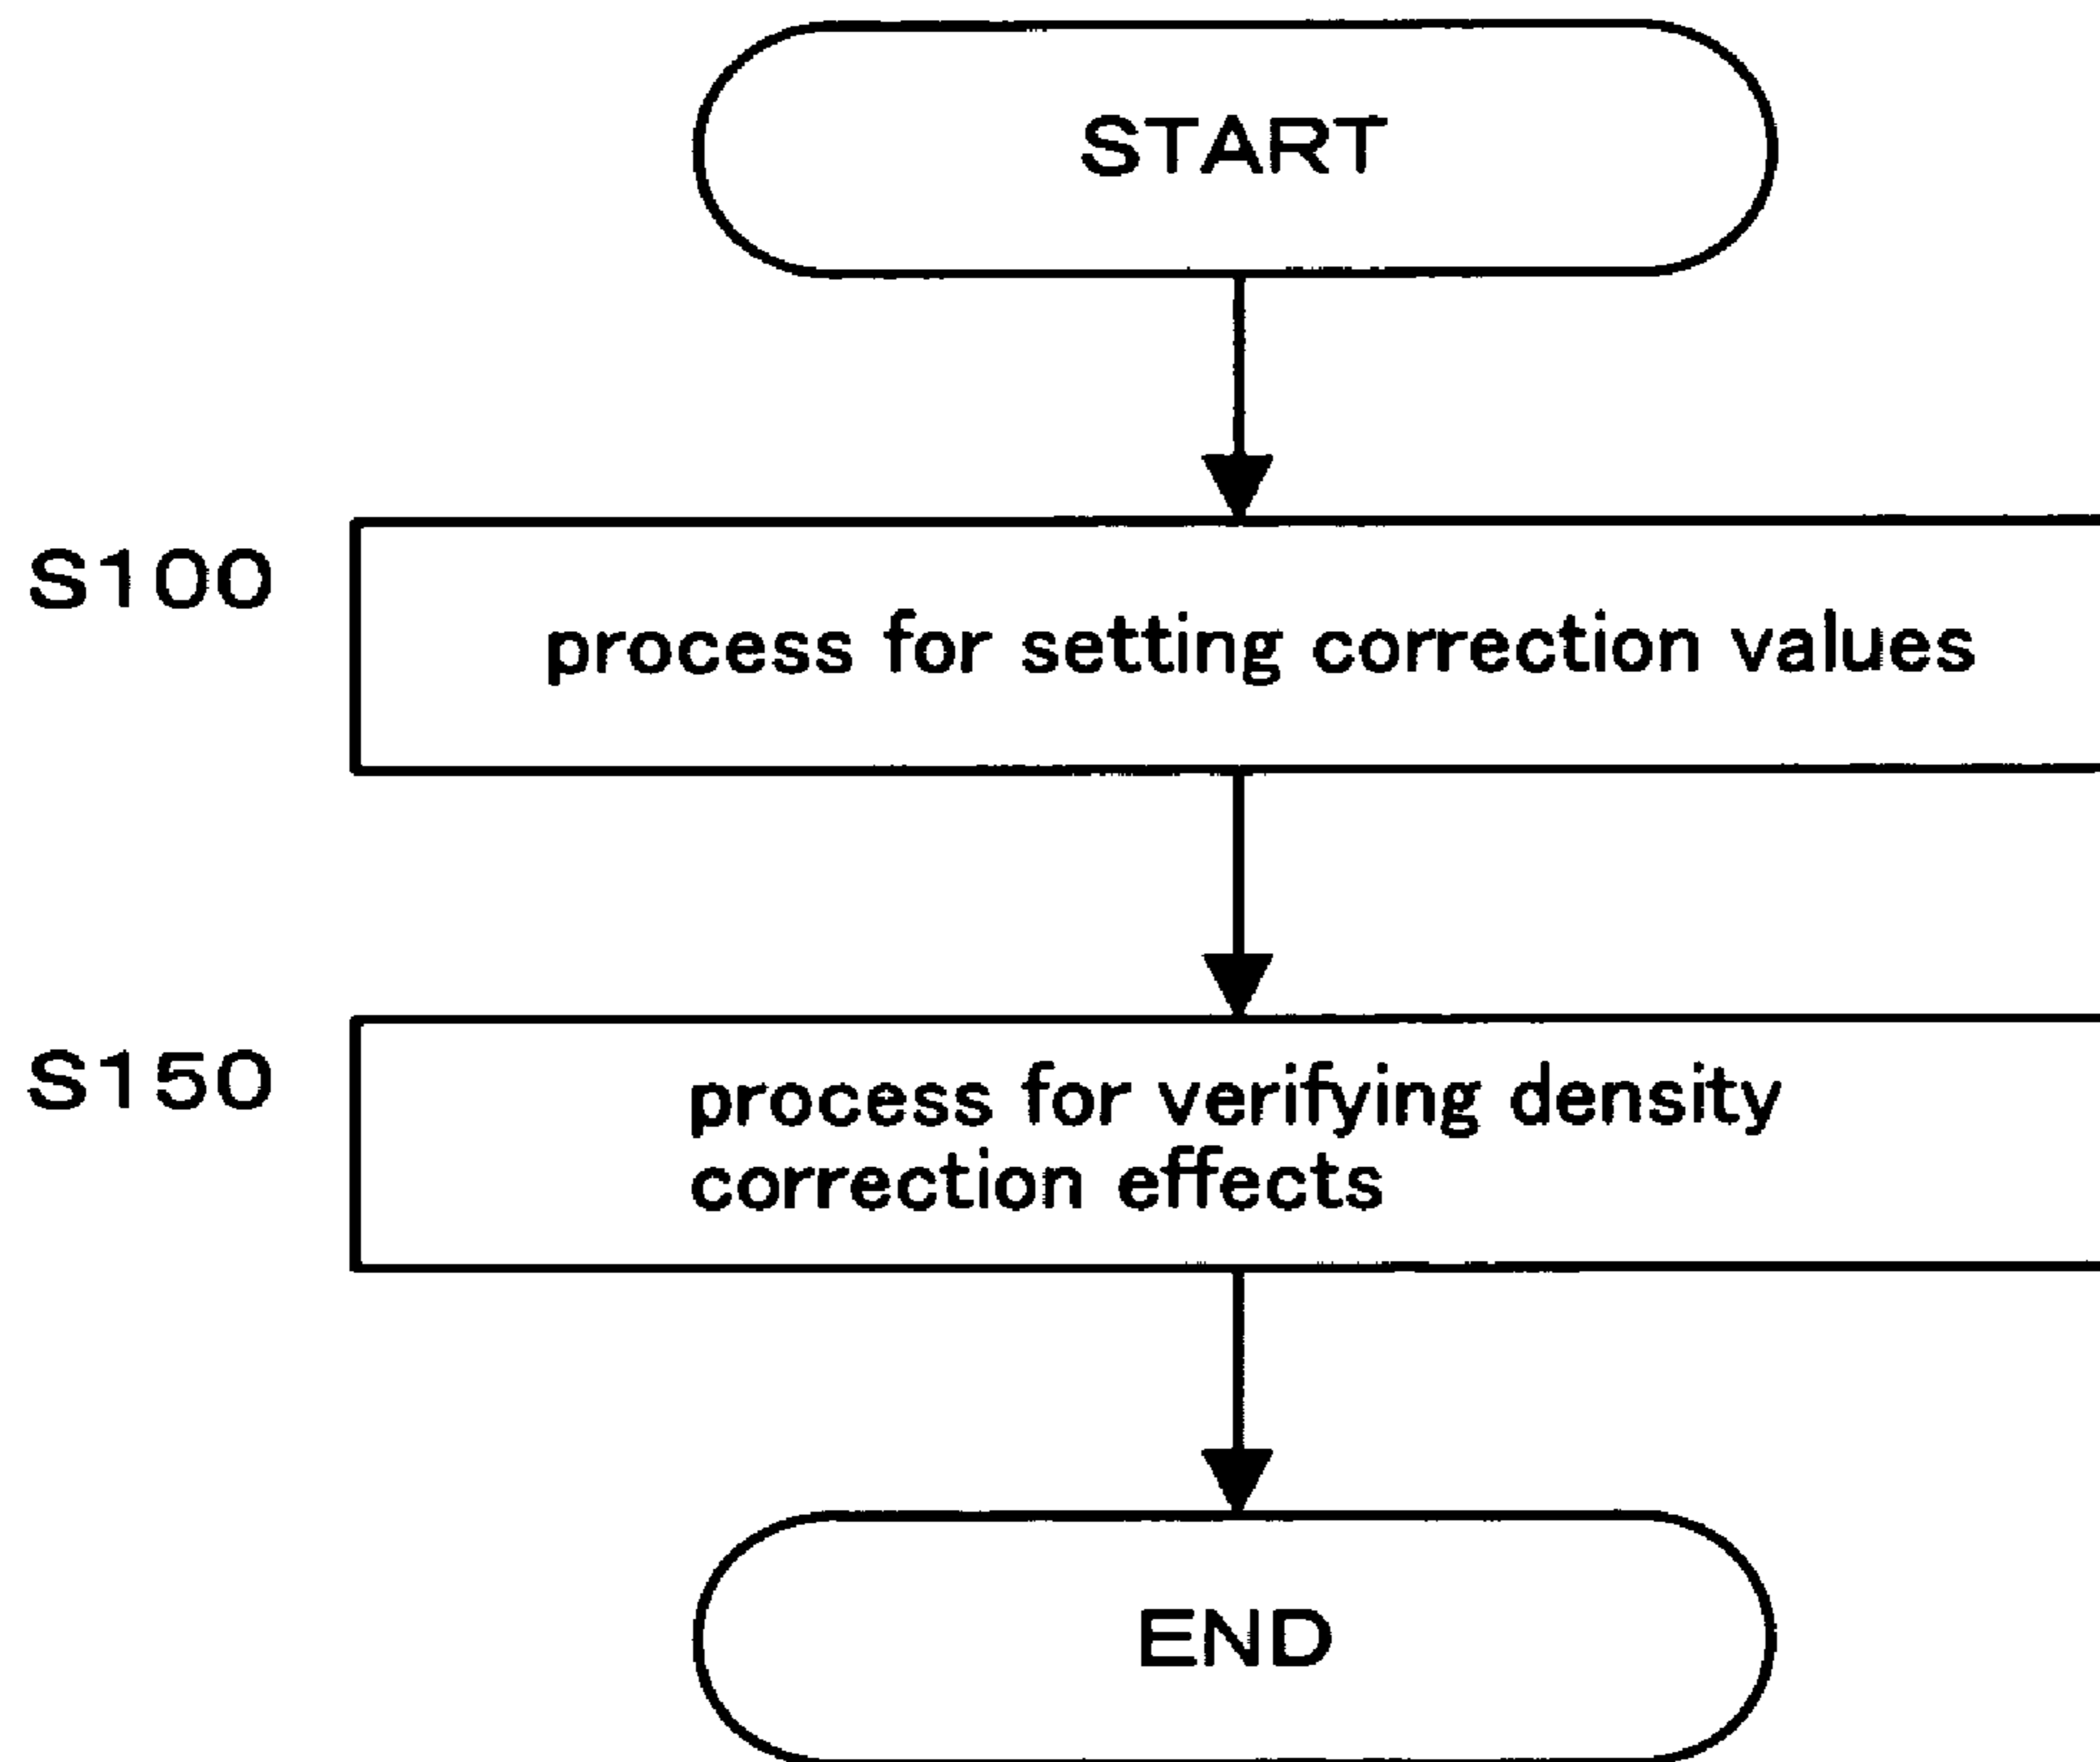 START
S100
process for setting correction values
S150
process for verifying density
correction effects
END